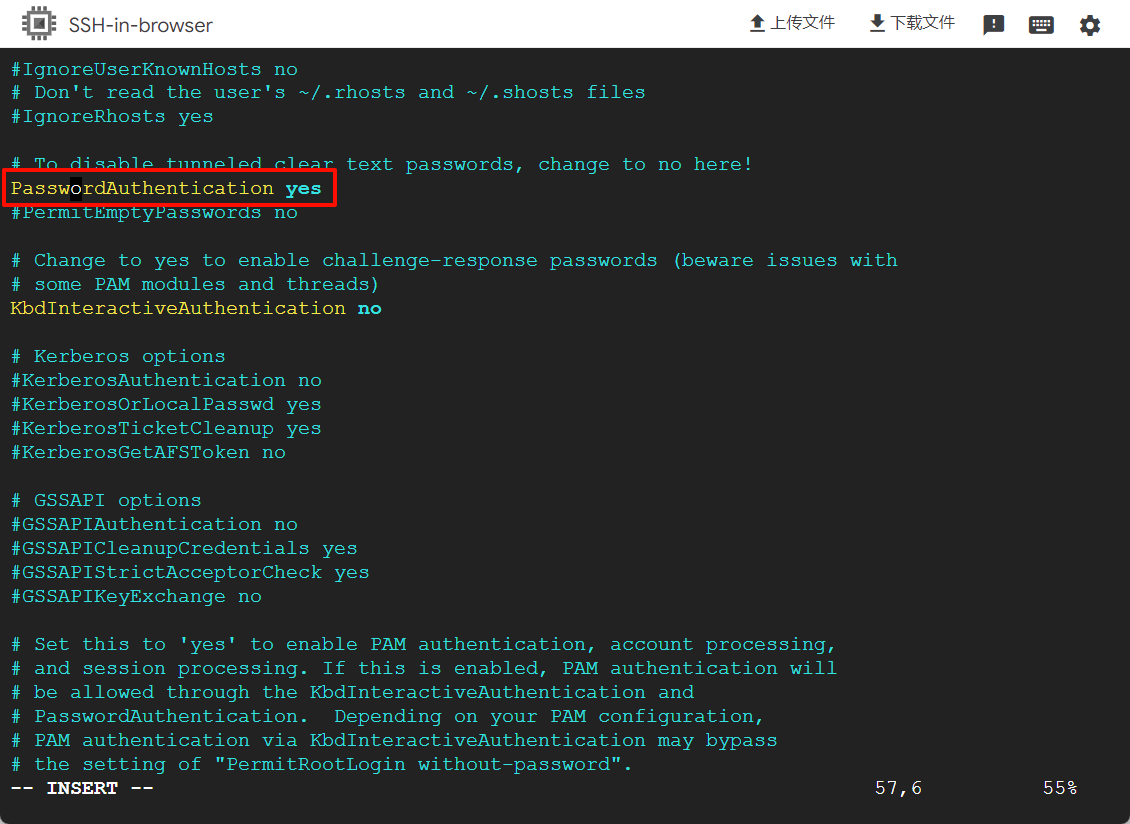 SSH-in-browser
上传文件
下载文件
#IgnoreUserKnownHosts no
# Don't read the user's ~/.rhosts and ~/.shosts files
#IgnoreRhosts yes
# To disable tunneled clear text passwords, change to no here!
PasswordAuthentication yes
#PermitEmptyPasswords no
# Change to yes to enable challenge-response passwords (beware issues with
# some PAM modules and threads)
KbdInteractiveAuthentication no
# Kerberos options
#KerberosAuthentication no
#KerberosOrLocalPasswd yes
#KerberosTicketCleanup yes
#KerberosGetAFSToken no
# GSSAPI options
#GSSAPIAuthentication no
#GSSAPICleanupCredentials yes
#GSSAPIStrictAcceptorCheck yes
#GSSAPIKeyExchange no
# Set this to 'yes' to enable PAM authentication, account processing,
# and session processing. If this is enabled, PAM authentication will
# be allowed through the KbdInteractiveAuthentication and
# PasswordAuthentication.  Depending on your PAM configuration,
# PAM authentication via KbdInteractiveAuthentication may bypass
# the setting of "PermitRootLogin without-password".
-- INSERT -- 57,6 55%